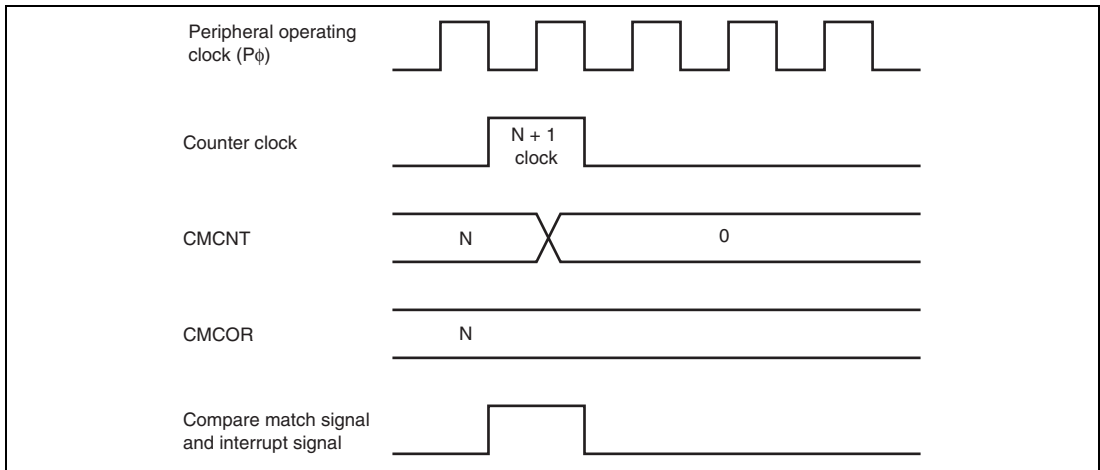 Peripheral operating
clock (Pϕ)
Counter clock
N + 1
clock
CMCNT
N
0
CMCOR
N
Compare match signal
and interrupt signal